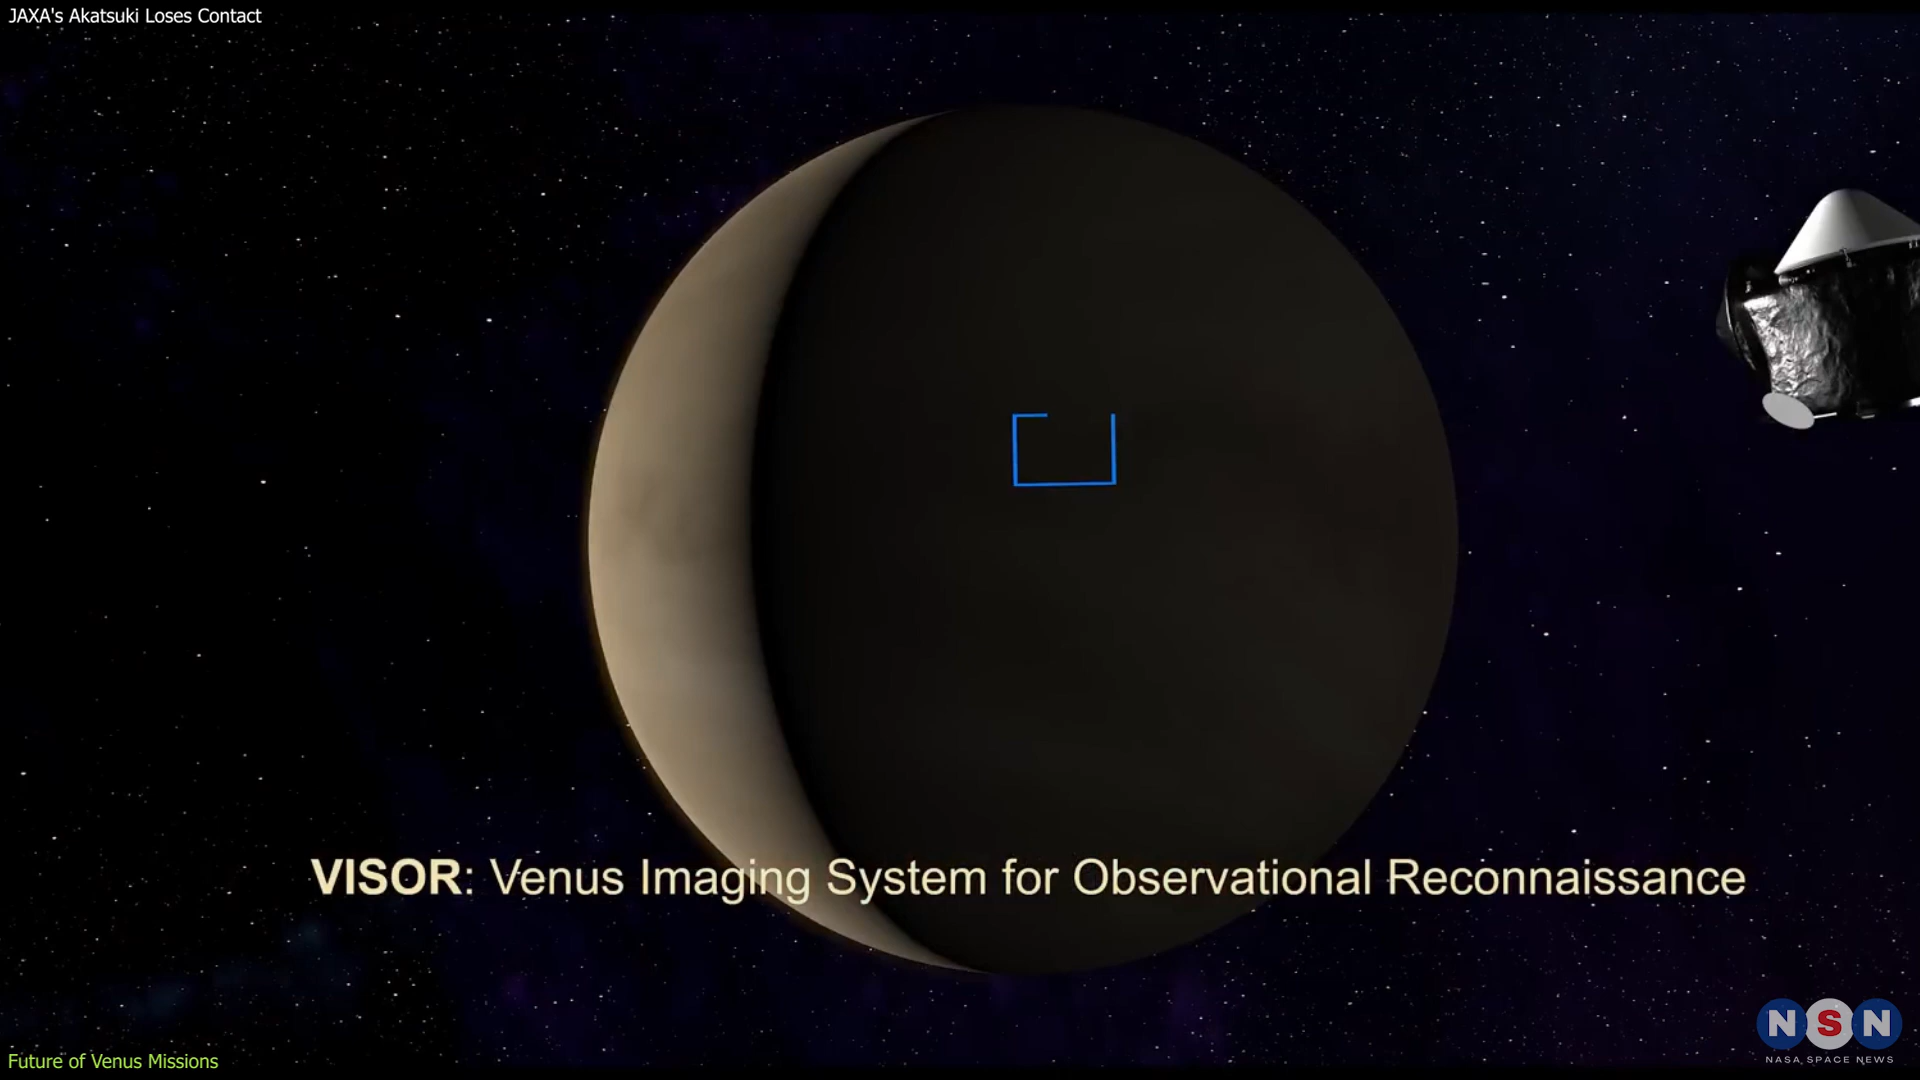 JAXA's Akatsuki Loses Contact
VISOR: Venus Imaging System for Observational Reconnaissance
NSN
NASA SPACE NEWS
Future of Venus Missions